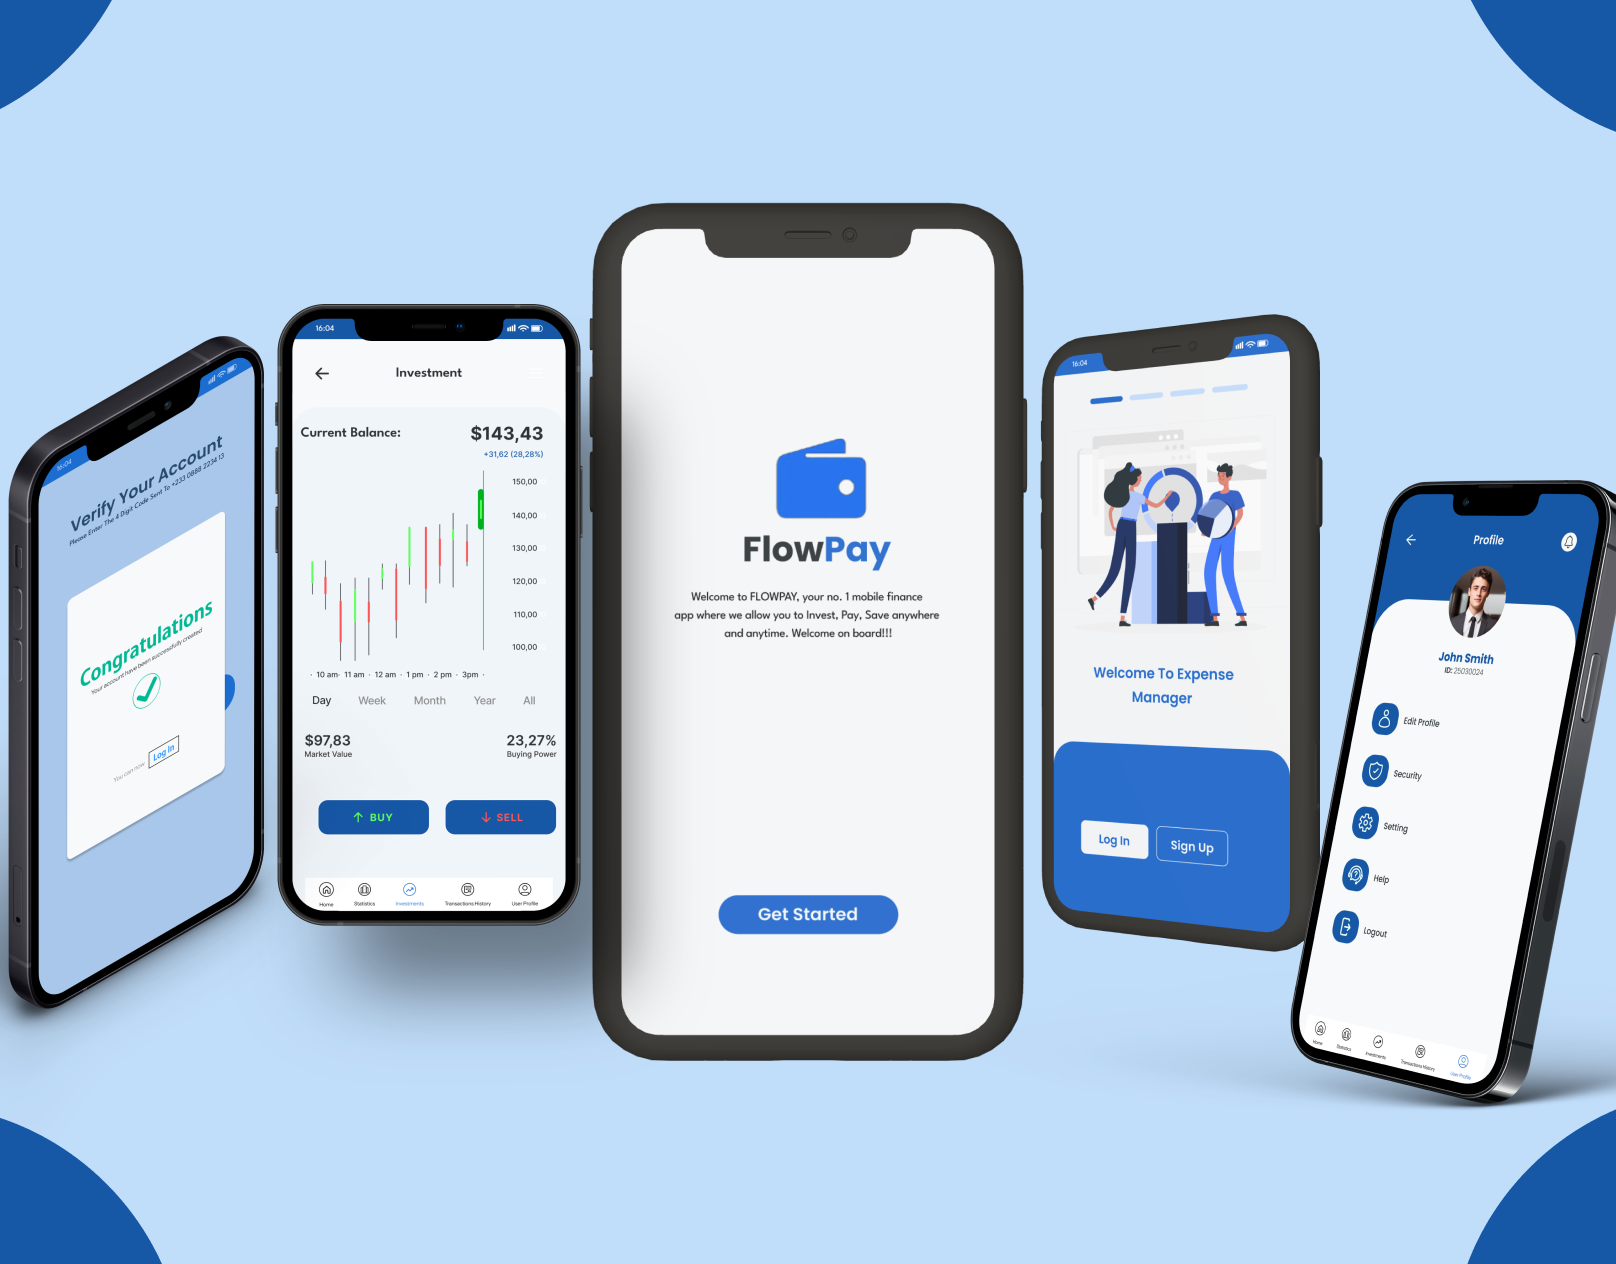 16:04
Verify Your Account
Please Enter The 4 Digit Code Sent To +233 0888 2234 13
Congratulations
Your account have been successfully created
You can now Log In
16:04
Investment
Current Balance: $143,43
+31,62 (28,28%)
150,00
140,00
130,00
120,00
110,00
100,00
· 10 am · 11 am · 12 am · 1 pm · 2 pm · 3pm ·
Day Week Month Year All
$97,83 23,27%
Market Value Buying Power
BUY SELL
Home Statistics Investments Transactions History User Profile
FlowPay
Welcome to FLOWPAY, your no. 1 mobile finance
app where we allow you to Invest, Pay, Save anywhere
and anytime. Welcome on board!!!
Get Started
16:04
Welcome To Expense
Manager
Log In Sign Up
Profile
John Smith
ID: 25030024
Edit Profile
Security
Setting
Help
Logout
Home Statistics Investments Transactions History User Profile